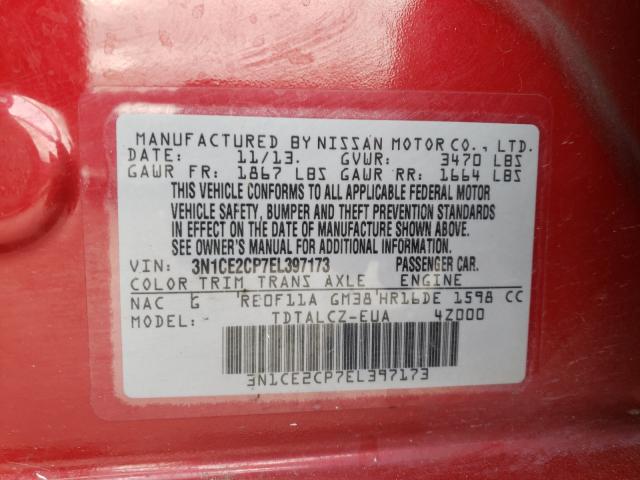 MANUFACTURED BY NISSAN MOTOR CO., LTD.
DATE: 11/13. GVWR: 3470 LBS
GAWR FR: 1867 LBS GAWR RR: 1664 LBS
THIS VEHICLE CONFORMS TO ALL APPLICABLE FEDERAL MOTOR
VEHICLE SAFETY, BUMPER AND THEFT PREVENTION STANDARDS
IN EFFECT ON THE DATE OF MANUFACTURE SHOWN ABOVE.
SEE OWNER'S MANUAL FOR ADDITIONAL INFORMATION.
VIN: 3N1CE2CP7EL397173 PASSENGER CAR.
COLOR TRIM TRANS AXLE ENGINE
NAC G RE0F11A GM38 HR16DE 1598 CC
MODEL: TDTALCZ-EUA 4Z000
3N1CE2CP7EL397173